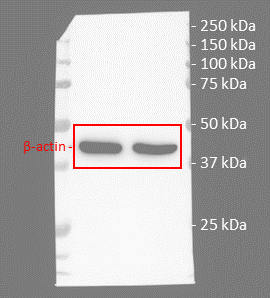 - 250 kDa
- 150 kDa
- 100 kDa
- 75 kDa
- 50 kDa
β-actin -
- 37 kDa
- 25 kDa